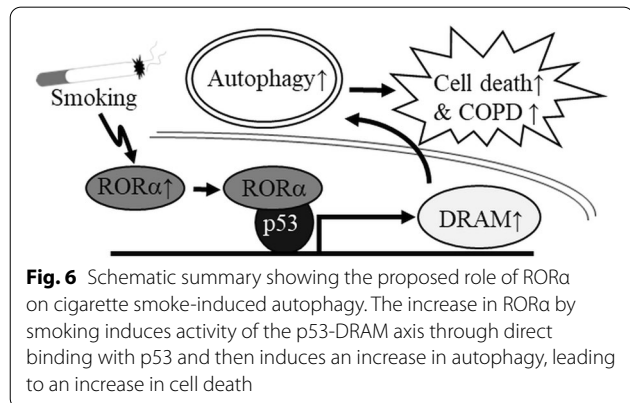 Smoking
Autophagy↑
Cell death↑
& COPD ↑
RORα↑
RORα
p53
DRAM↑
Fig. 6 Schematic summary showing the proposed role of RORα
on cigarette smoke-induced autophagy. The increase in RORα by
smoking induces activity of the p53-DRAM axis through direct
binding with p53 and then induces an increase in autophagy, leading
to an increase in cell death